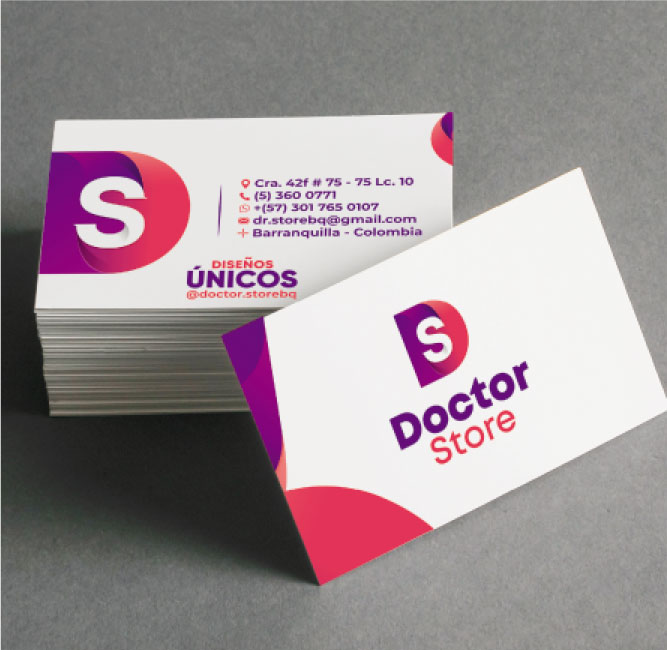 S
Cra. 42f # 75 - 75 Lc. 10
(5) 360 0771
+(57) 301 765 0107
dr.storebq@gmail.com
Barranquilla - Colombia
DISEÑOS
ÚNICOS
@doctor.storebq
S
Doctor
Store